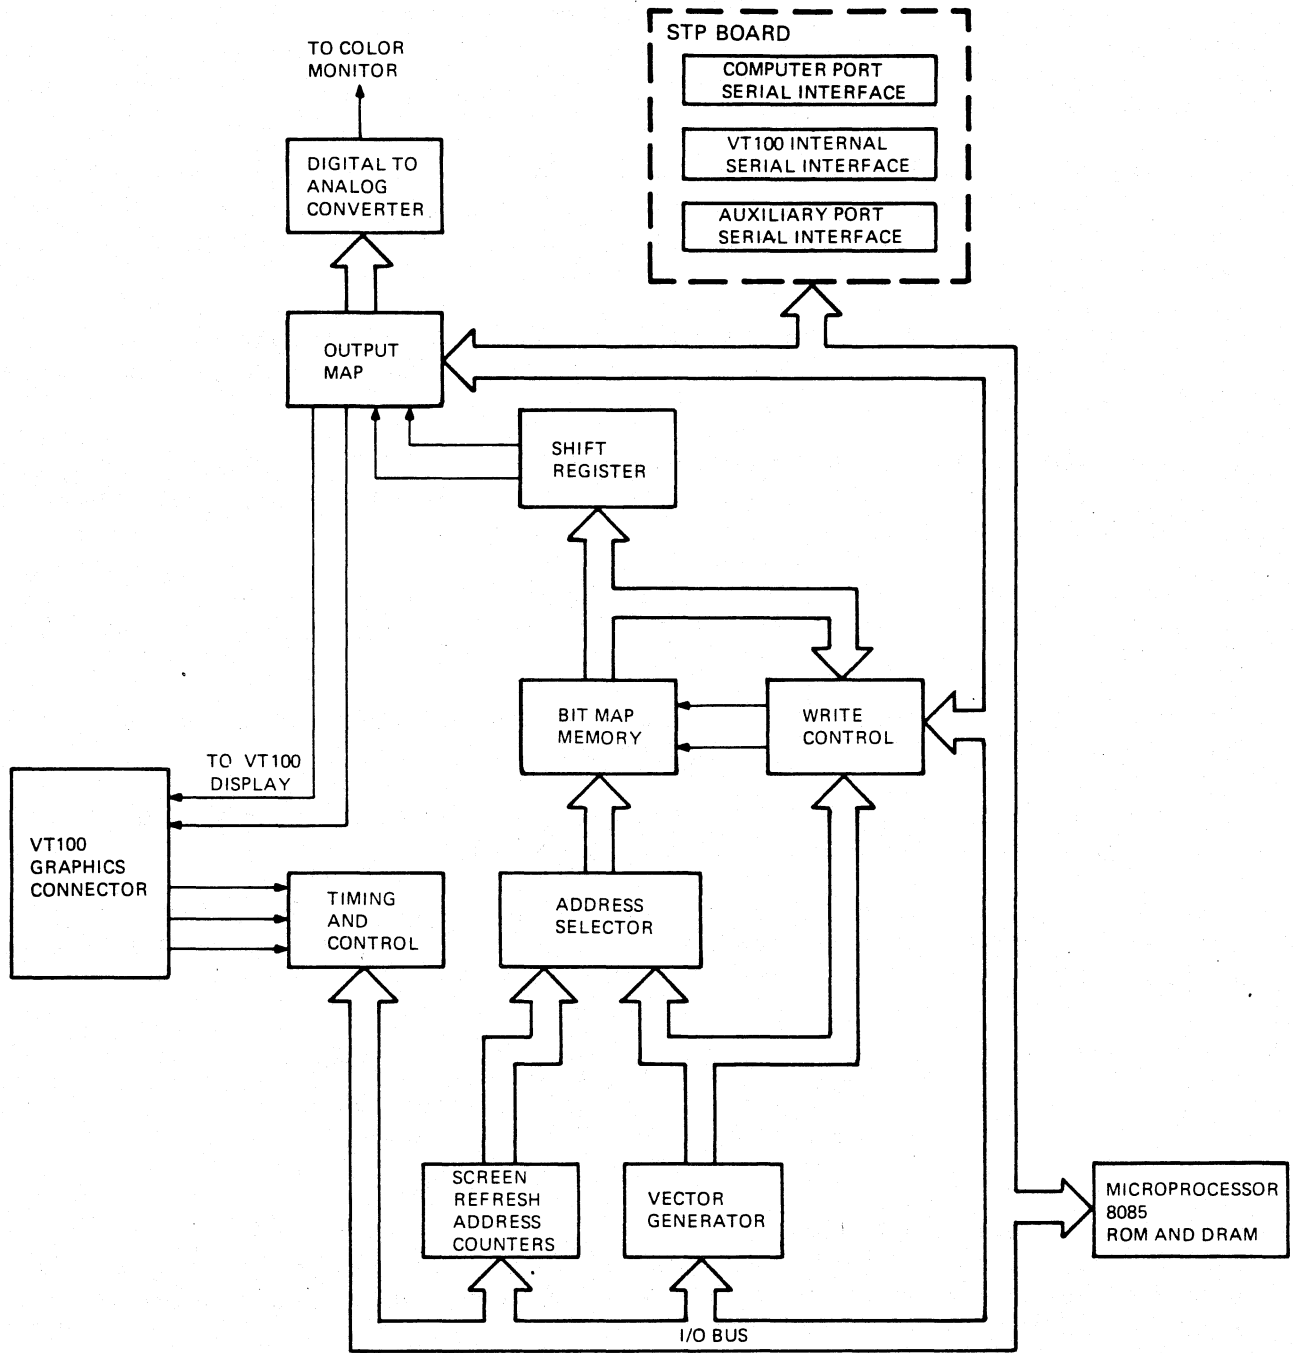 STP BOARD
COMPUTER PORT
SERIAL INTERFACE
VT100 INTERNAL
SERIAL INTERFACE
AUXILIARY PORT
SERIAL INTERFACE
TO COLOR
MONITOR
DIGITAL TO
ANALOG
CONVERTER
OUTPUT
MAP
SHIFT
REGISTER
BIT MAP
MEMORY
WRITE
CONTROL
TO VT100
DISPLAY
VT100
GRAPHICS
CONNECTOR
TIMING
AND
CONTROL
ADDRESS
SELECTOR
SCREEN
REFRESH
ADDRESS
COUNTERS
VECTOR
GENERATOR
MICROPROCESSOR
8085
ROM AND DRAM
I/O BUS